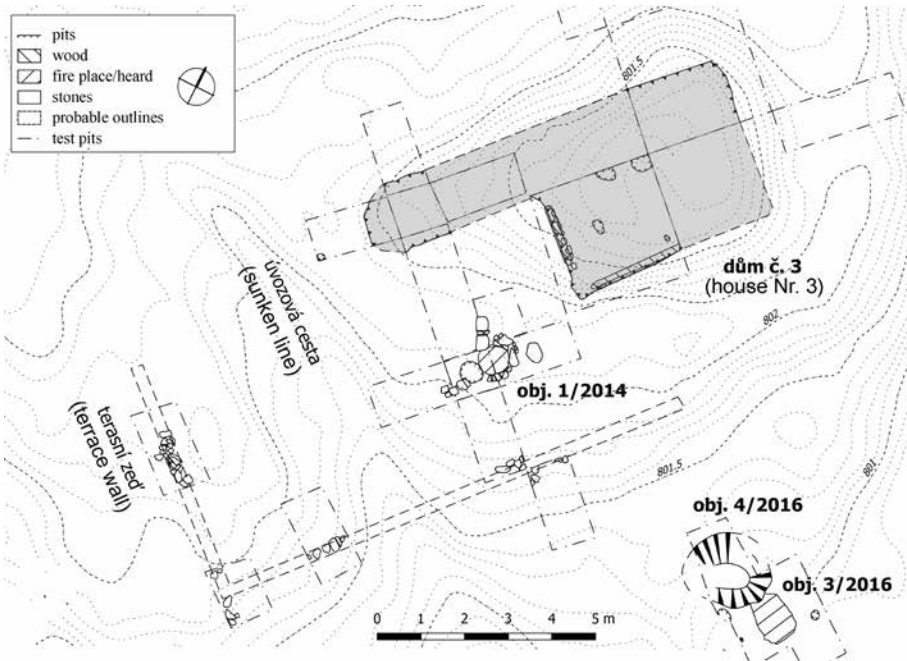 pits
wood
fire place/heard
stones
probable outlines
test pits
801.5
dům č. 3
(house Nr. 3)
úvozová cesta
(sunken line)
802
obj. 1/2014
terasní zeď
(terrace wall)
801.5
801
obj. 4/2016
obj. 3/2016
0 1 2 3 4 5 m